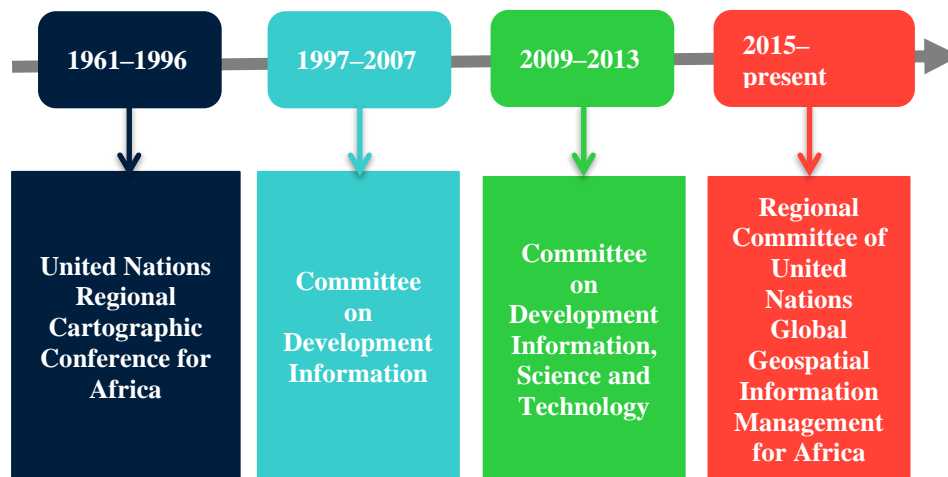 1961–1996
1997–2007
2009–2013
2015–
present
United Nations
Regional
Cartographic
Conference for
Africa
Committee
on
Development
Information
Committee
on
Development
Information,
Science and
Technology
Regional
Committee of
United
Nations
Global
Geospatial
Information
Management
for Africa